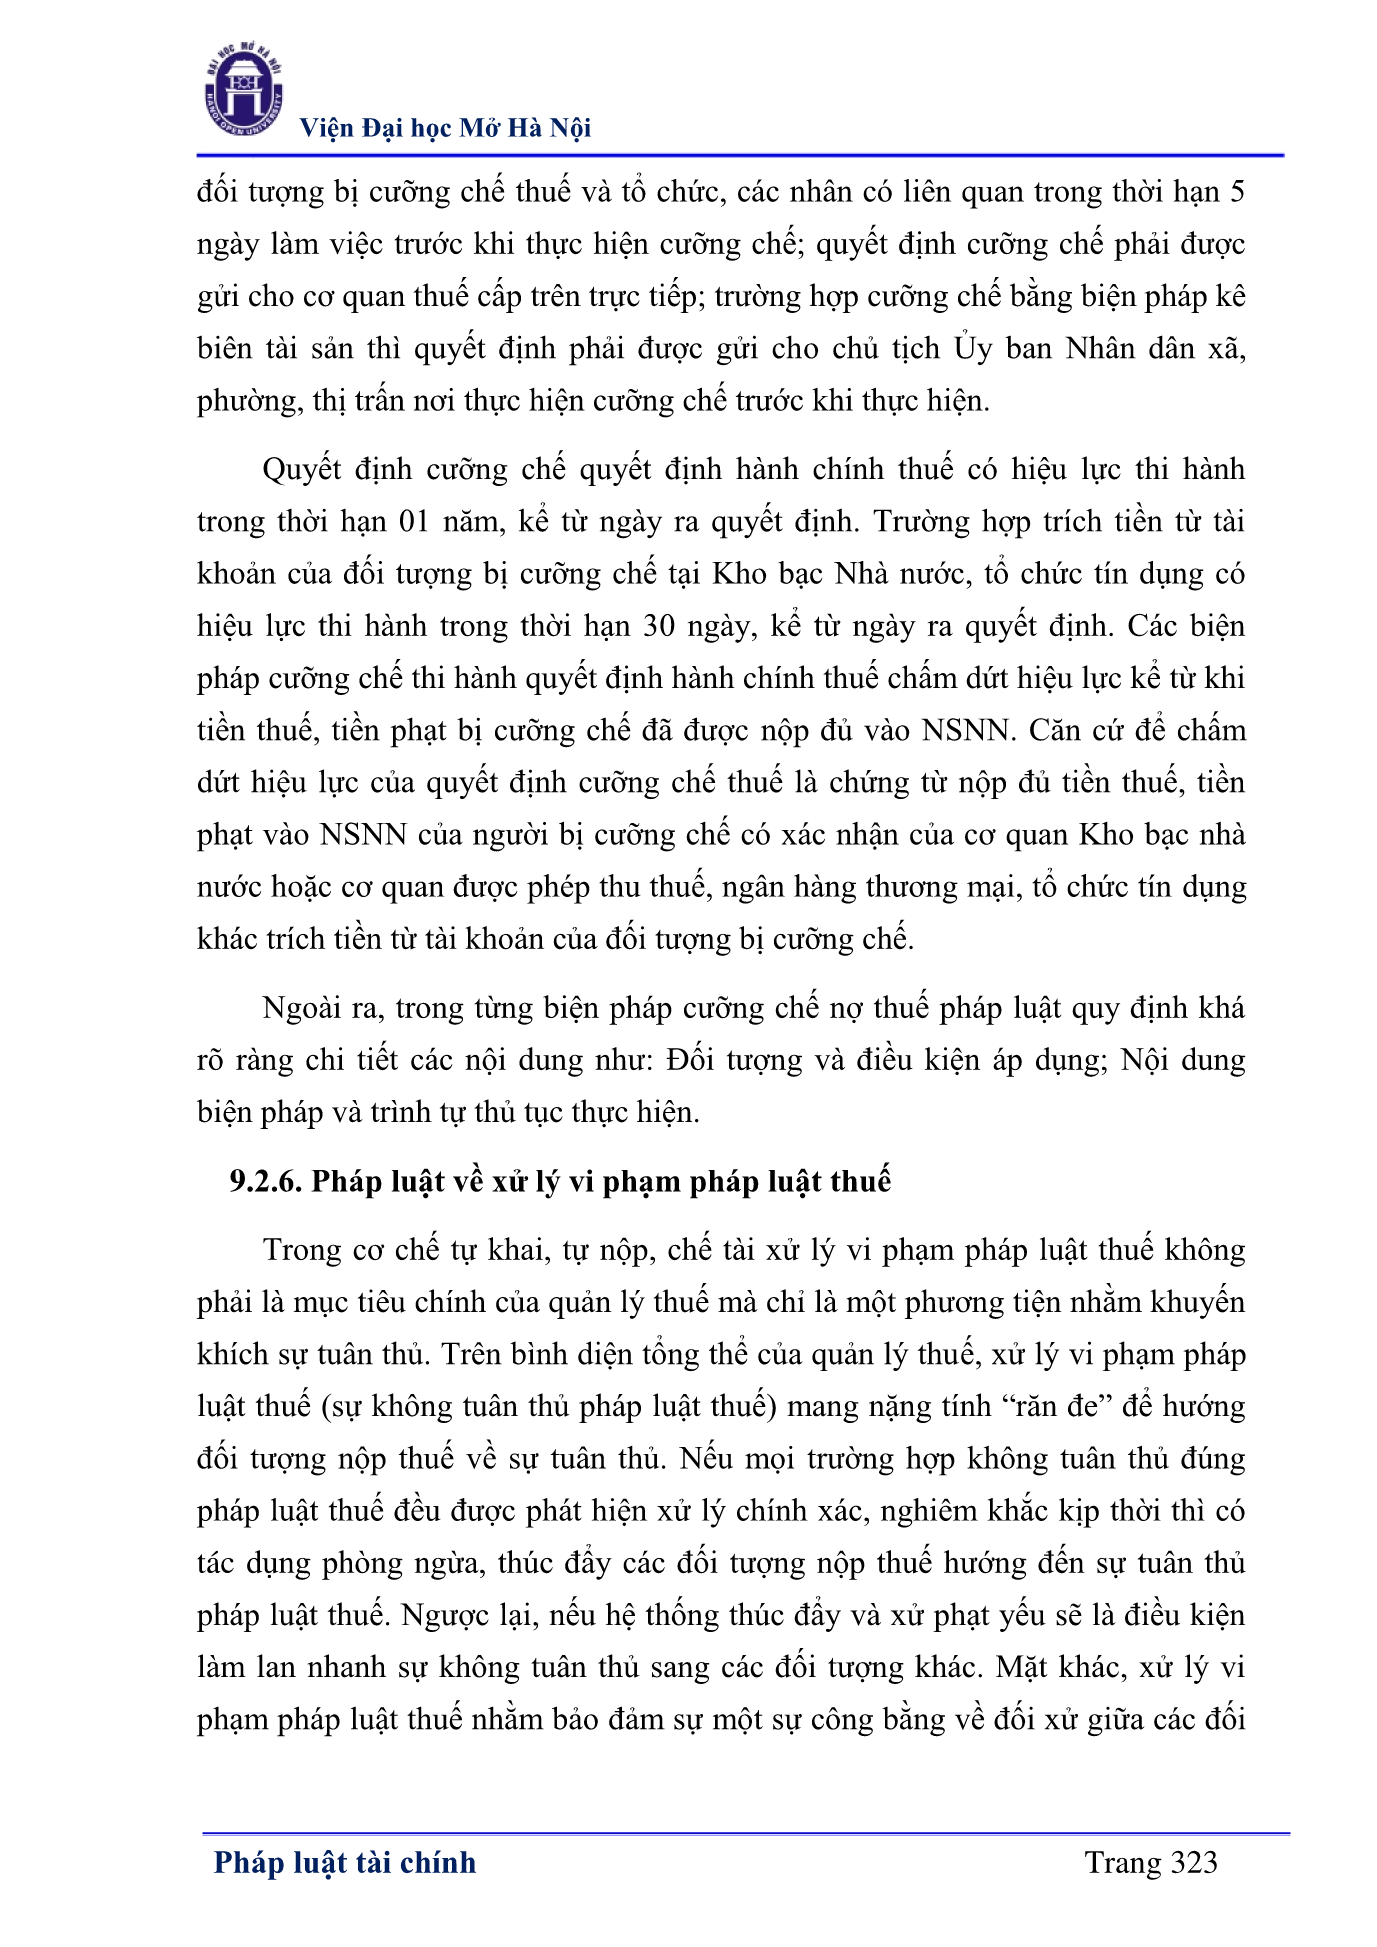 ĐẠI HỌC MỞ HÀ NỘI
HANOI OPEN UNIVERSITY
Viện Đại học Mở Hà Nội
đối tượng bị cưỡng chế thuế và tổ chức, các nhân có liên quan trong thời hạn 5
ngày làm việc trước khi thực hiện cưỡng chế; quyết định cưỡng chế phải được
gửi cho cơ quan thuế cấp trên trực tiếp; trường hợp cưỡng chế bằng biện pháp kê
biên tài sản thì quyết định phải được gửi cho chủ tịch Ủy ban Nhân dân xã,
phường, thị trấn nơi thực hiện cưỡng chế trước khi thực hiện.
Quyết định cưỡng chế quyết định hành chính thuế có hiệu lực thi hành
trong thời hạn 01 năm, kể từ ngày ra quyết định. Trường hợp trích tiền từ tài
khoản của đối tượng bị cưỡng chế tại Kho bạc Nhà nước, tổ chức tín dụng có
hiệu lực thi hành trong thời hạn 30 ngày, kể từ ngày ra quyết định. Các biện
pháp cưỡng chế thi hành quyết định hành chính thuế chấm dứt hiệu lực kể từ khi
tiền thuế, tiền phạt bị cưỡng chế đã được nộp đủ vào NSNN. Căn cứ để chấm
dứt hiệu lực của quyết định cưỡng chế thuế là chứng từ nộp đủ tiền thuế, tiền
phạt vào NSNN của người bị cưỡng chế có xác nhận của cơ quan Kho bạc nhà
nước hoặc cơ quan được phép thu thuế, ngân hàng thương mại, tổ chức tín dụng
khác trích tiền từ tài khoản của đối tượng bị cưỡng chế.
Ngoài ra, trong từng biện pháp cưỡng chế nợ thuế pháp luật quy định khá
rõ ràng chi tiết các nội dung như: Đối tượng và điều kiện áp dụng; Nội dung
biện pháp và trình tự thủ tục thực hiện.
9.2.6. Pháp luật về xử lý vi phạm pháp luật thuế
Trong cơ chế tự khai, tự nộp, chế tài xử lý vi phạm pháp luật thuế không
phải là mục tiêu chính của quản lý thuế mà chỉ là một phương tiện nhằm khuyến
khích sự tuân thủ. Trên bình diện tổng thể của quản lý thuế, xử lý vi phạm pháp
luật thuế (sự không tuân thủ pháp luật thuế) mang nặng tính “răn đe” để hướng
đối tượng nộp thuế về sự tuân thủ. Nếu mọi trường hợp không tuân thủ đúng
pháp luật thuế đều được phát hiện xử lý chính xác, nghiêm khắc kịp thời thì có
tác dụng phòng ngừa, thúc đẩy các đối tượng nộp thuế hướng đến sự tuân thủ
pháp luật thuế. Ngược lại, nếu hệ thống thúc đẩy và xử phạt yếu sẽ là điều kiện
làm lan nhanh sự không tuân thủ sang các đối tượng khác. Mặt khác, xử lý vi
phạm pháp luật thuế nhằm bảo đảm sự một sự công bằng về đối xử giữa các đối
Pháp luật tài chính
Trang 323